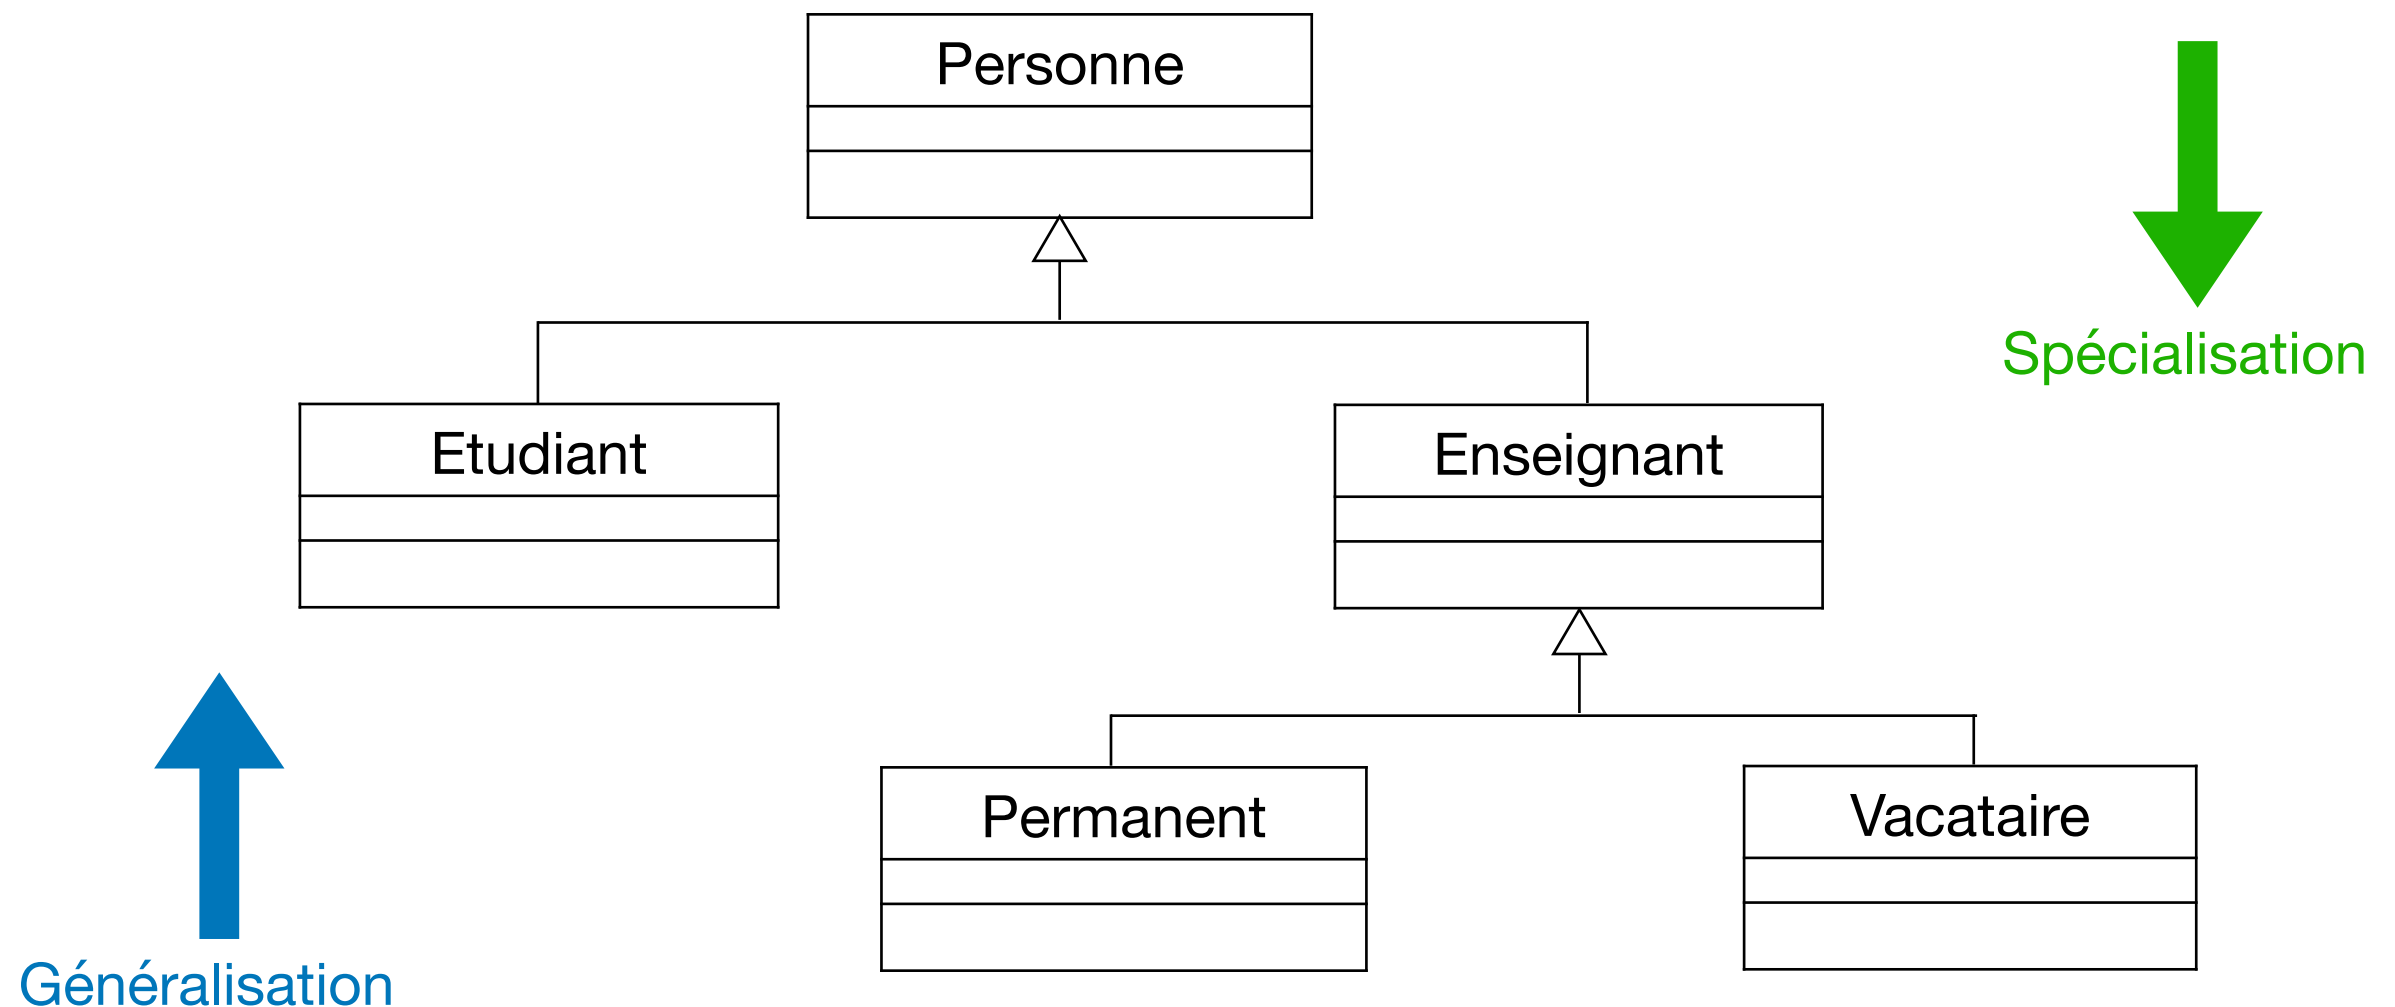 Personne
Spécialisation
Etudiant
Enseignant
Permanent
Vacataire
Généralisation